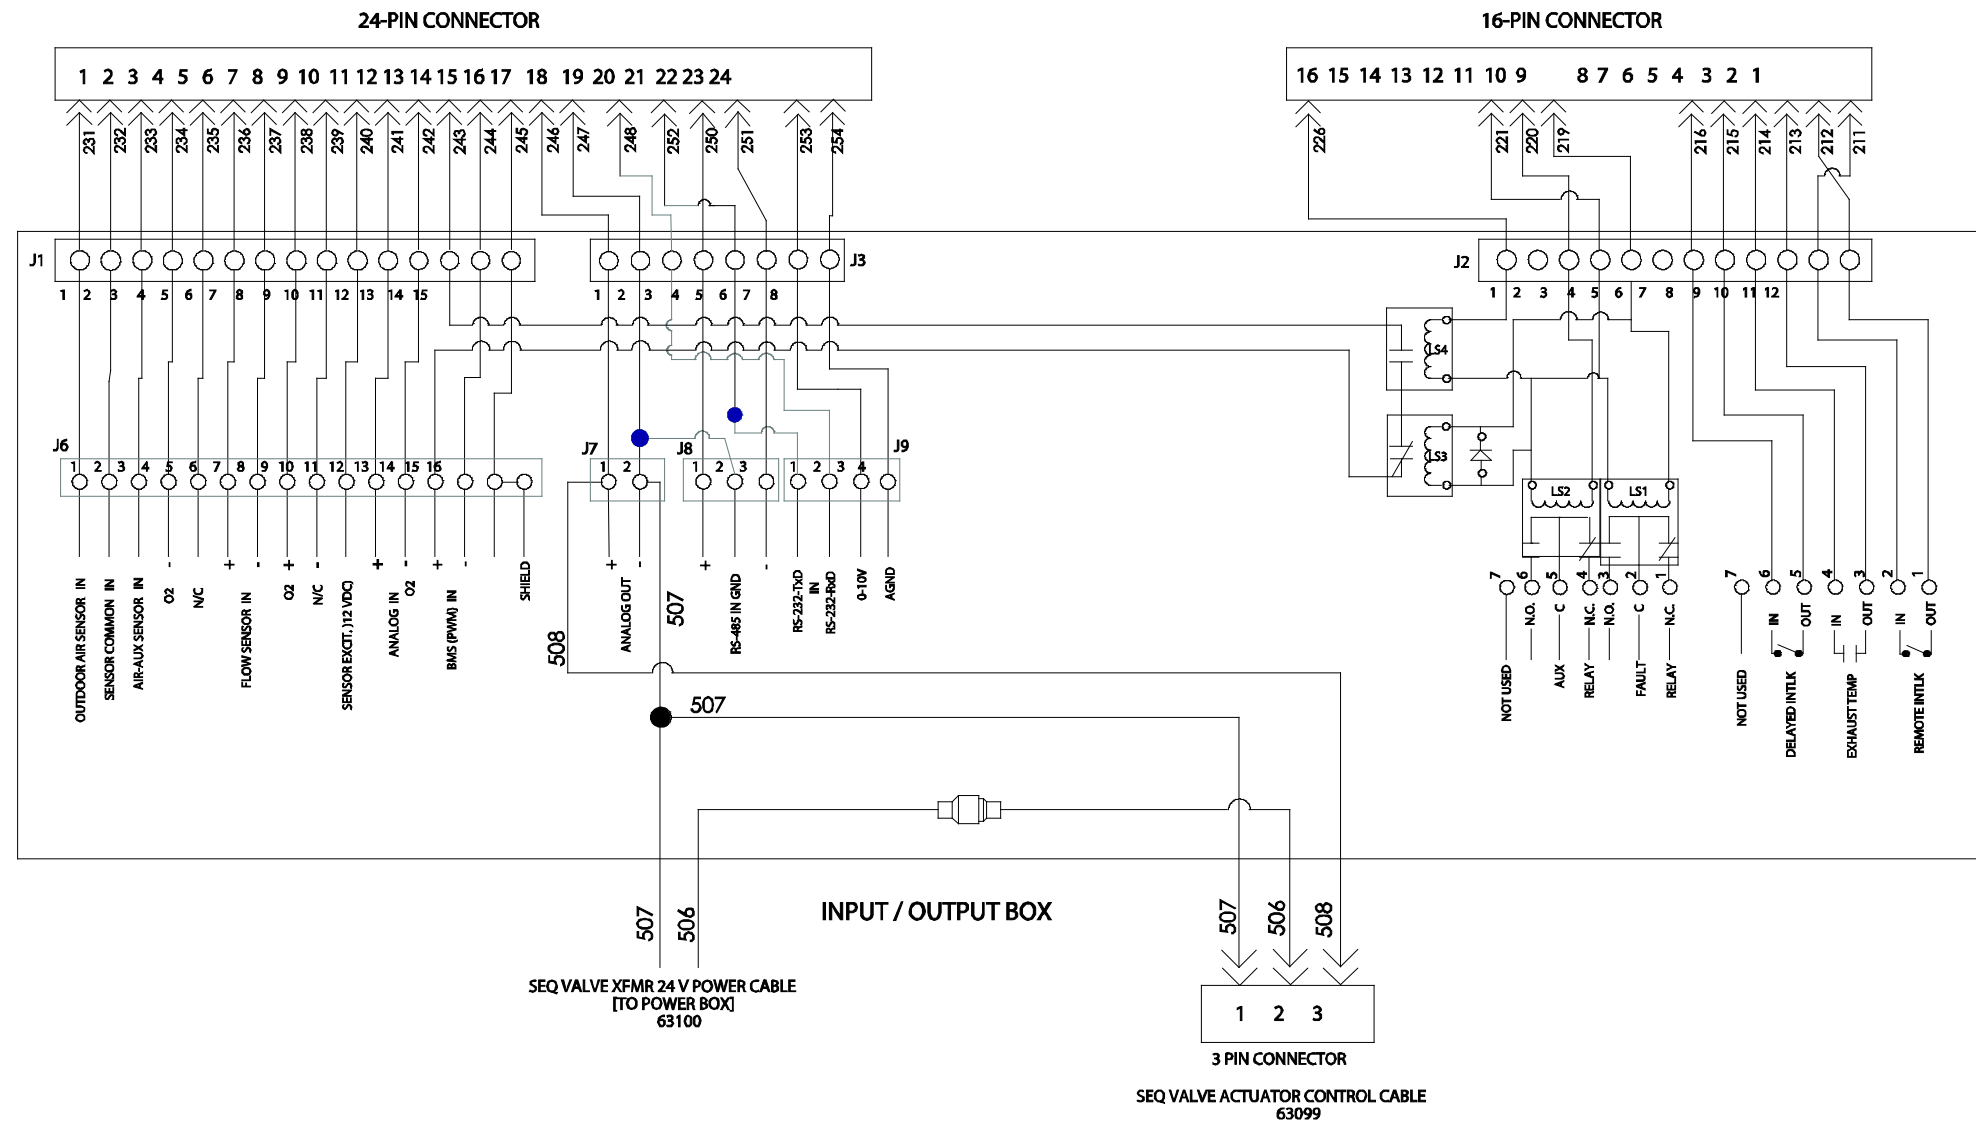 24-PIN CONNECTOR
16-PIN CONNECTOR
1 2 3 4 5 6 7 8 9 10 11 12 13 14 15 16 17 18 19 20 21 22 23 24
16 15 14 13 12 11 10 9 8 7 6 5 4 3 2 1
231 232 233 234 235 236 237 238 239 240 241 242 243 244 245 246 247 248 252 250 251 253 254
226 221 220 219 216 215 214 213 212 211
J1
J3
J2
1 2 3 4 5 6 7 8 9 10 11 12 13 14 15
1 2 3 4 5 6 7 8
1 2 3 4 5 6 7 8 9 10 11 12
LS4
LS3
J6
J7
J8
J9
1 2 3 4 5 6 7 8 9 10 11 12 13 14 15 16
1 2
1 2 3
1 2 3 4
LS2
LS1
OUTDOOR AIR SENSOR IN
SENSOR COMMON IN
AIR-AUX SENSOR IN
- O2
N/C
+ -
FLOW SENSOR IN
+ O2
- N/C
SENSOR EXCIT. )12 VDC)
+
ANALOG IN
- O2
+ -
BMS (PWM) IN
SHIELD
+ -
ANALOG OUT
+ -
RS-485 IN GND
RS-232-TxD
IN
RS-232-RxD
0-10V
AGND
7 6 5 4 3 2 1
N.O. C N.C. N.O. C N.C.
NOT USED
AUX
RELAY
FAULT
RELAY
7 6 5 4 3 2 1
IN OUT IN OUT IN OUT
NOT USED
DELAYED INTLK
EXHAUST TEMP
REMOTE INTLK
508
507
507
INPUT / OUTPUT BOX
507
506
507
506
508
SEQ VALVE XFMR 24 V POWER CABLE
[TO POWER BOX]
63100
1 2 3
3 PIN CONNECTOR
SEQ VALVE ACTUATOR CONTROL CABLE
63099